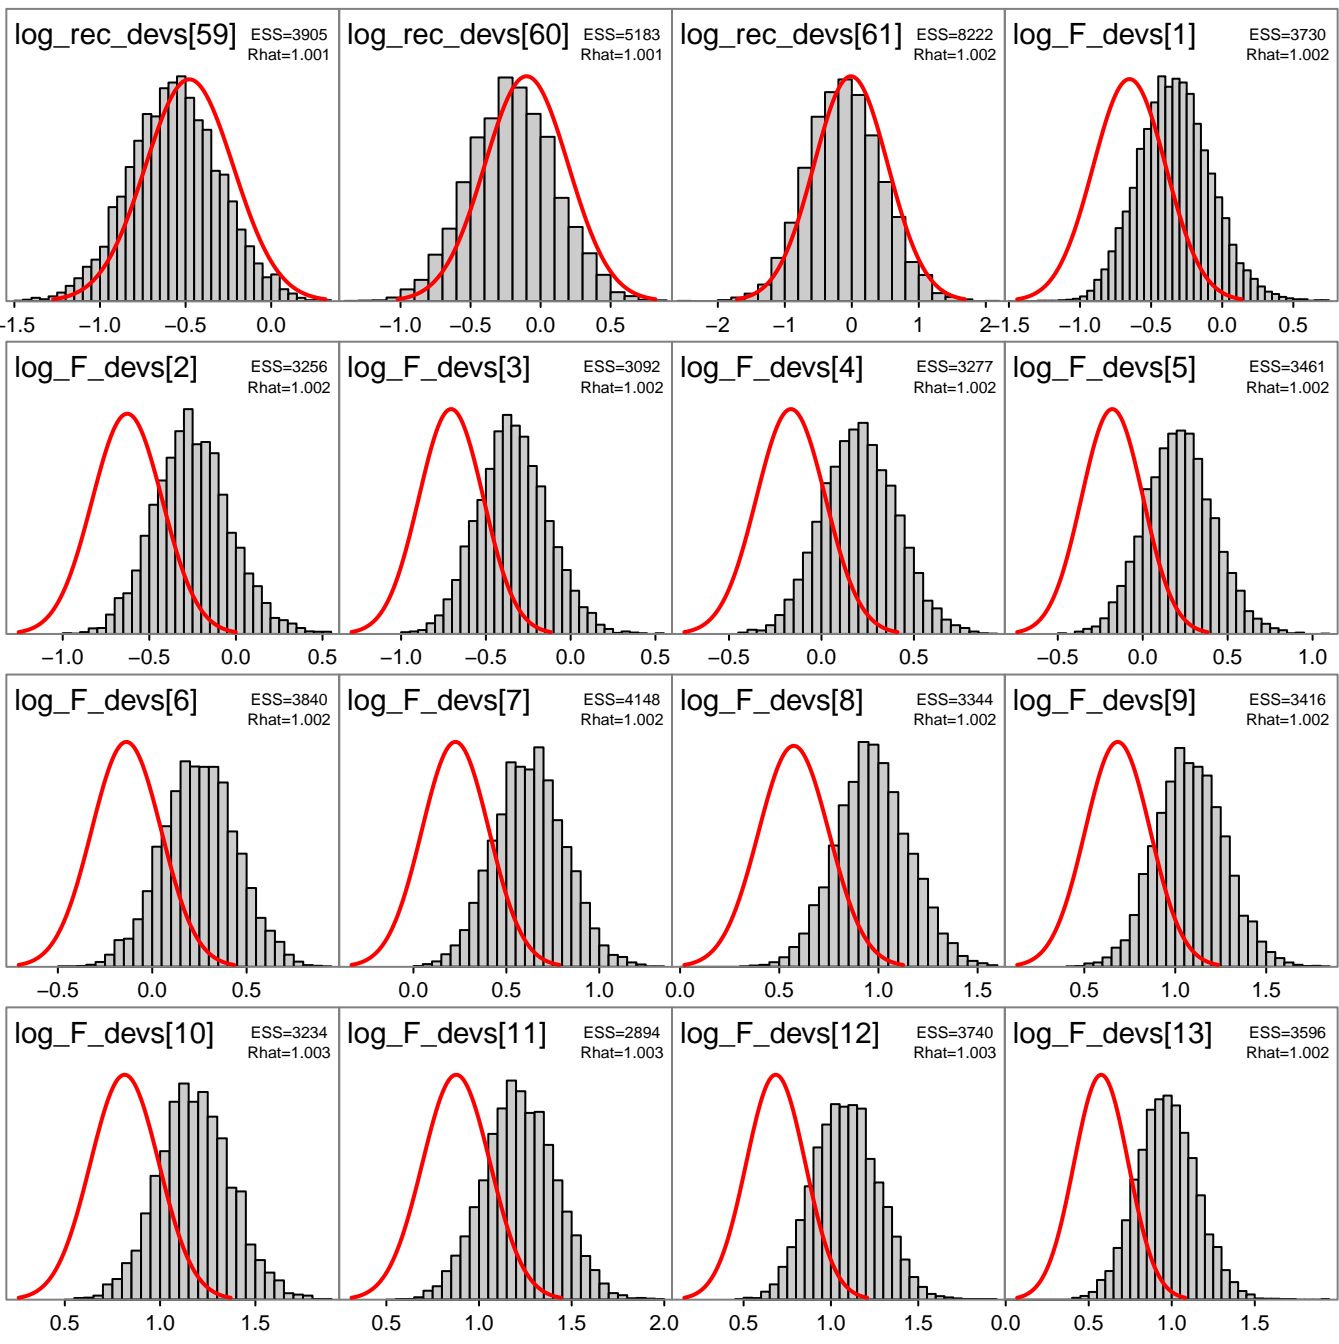 log_rec_devs[59] ESS=3905
Rhat=1.001
log_rec_devs[60] ESS=5183
Rhat=1.001
log_rec_devs[61] ESS=8222
Rhat=1.002
log_F_devs[1] ESS=3730
Rhat=1.002
−1.5 −1.0 −0.5 0.0
−1.0 −0.5 0.0 0.5
−2 −1 0 1 2
−1.5 −1.0 −0.5 0.0 0.5
log_F_devs[2] ESS=3256
Rhat=1.002
log_F_devs[3] ESS=3092
Rhat=1.002
log_F_devs[4] ESS=3277
Rhat=1.002
log_F_devs[5] ESS=3461
Rhat=1.002
−1.0 −0.5 0.0 0.5
−1.0 −0.5 0.0 0.5
−0.5 0.0 0.5
−0.5 0.0 0.5 1.0
log_F_devs[6] ESS=3840
Rhat=1.002
log_F_devs[7] ESS=4148
Rhat=1.002
log_F_devs[8] ESS=3344
Rhat=1.002
log_F_devs[9] ESS=3416
Rhat=1.002
−0.5 0.0 0.5
0.0 0.5 1.0
0.0 0.5 1.0 1.5
0.5 1.0 1.5
log_F_devs[10] ESS=3234
Rhat=1.003
log_F_devs[11] ESS=2894
Rhat=1.003
log_F_devs[12] ESS=3740
Rhat=1.003
log_F_devs[13] ESS=3596
Rhat=1.002
0.5 1.0 1.5
0.5 1.0 1.5 2.0
0.5 1.0 1.5
0.0 0.5 1.0 1.5